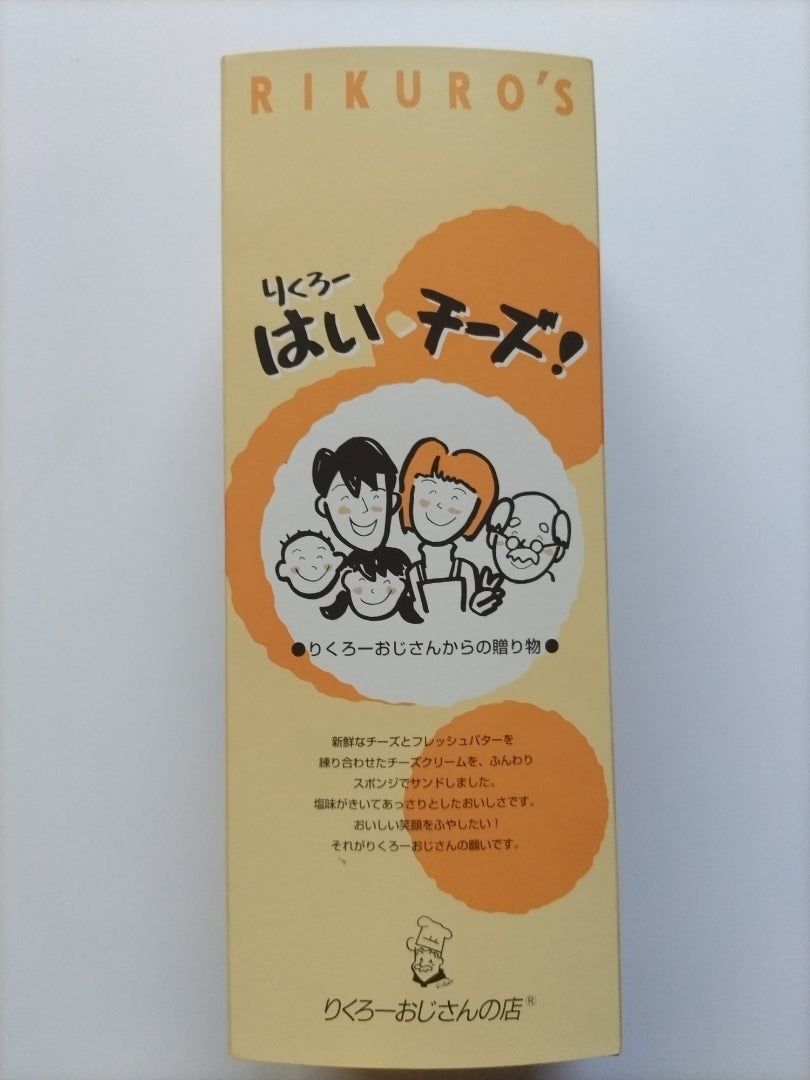 RIKURO'S
りくろー
はい チーズ!
●りくろーおじさんからの贈り物●
新鮮なチーズとフレッシュバターを
練り合わせたチーズクリームを、ふんわり
スポンジでサンドしました。
塩味がきいてあっさりとしたおいしさです。
おいしい笑顔をふやしたい!
それがりくろーおじさんの願いです。
りくろーおじさんの店®